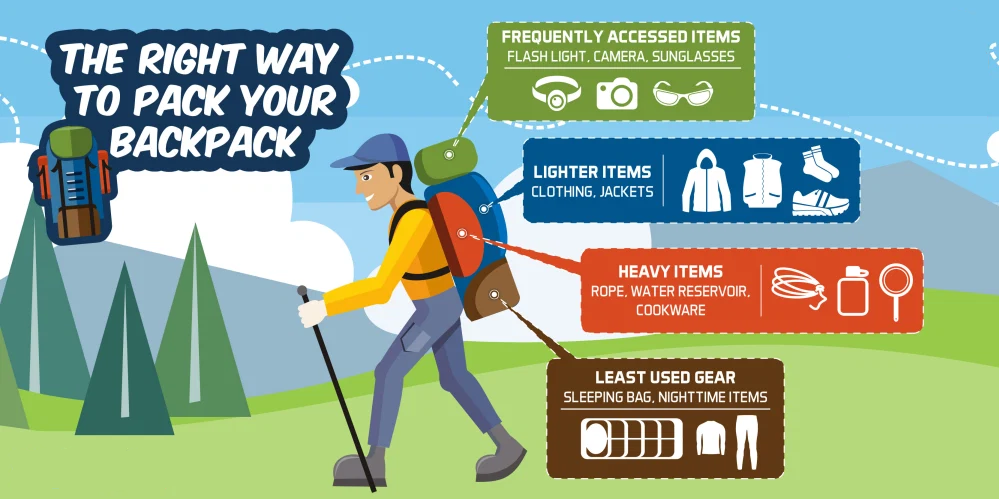 THE RIGHT WAY
TO PACK YOUR
BACKPACK
FREQUENTLY ACCESSED ITEMS
FLASH LIGHT, CAMERA, SUNGLASSES
LIGHTER ITEMS
CLOTHING, JACKETS
HEAVY ITEMS
ROPE, WATER RESERVOIR,
COOKWARE
LEAST USED GEAR
SLEEPING BAG, NIGHTTIME ITEMS